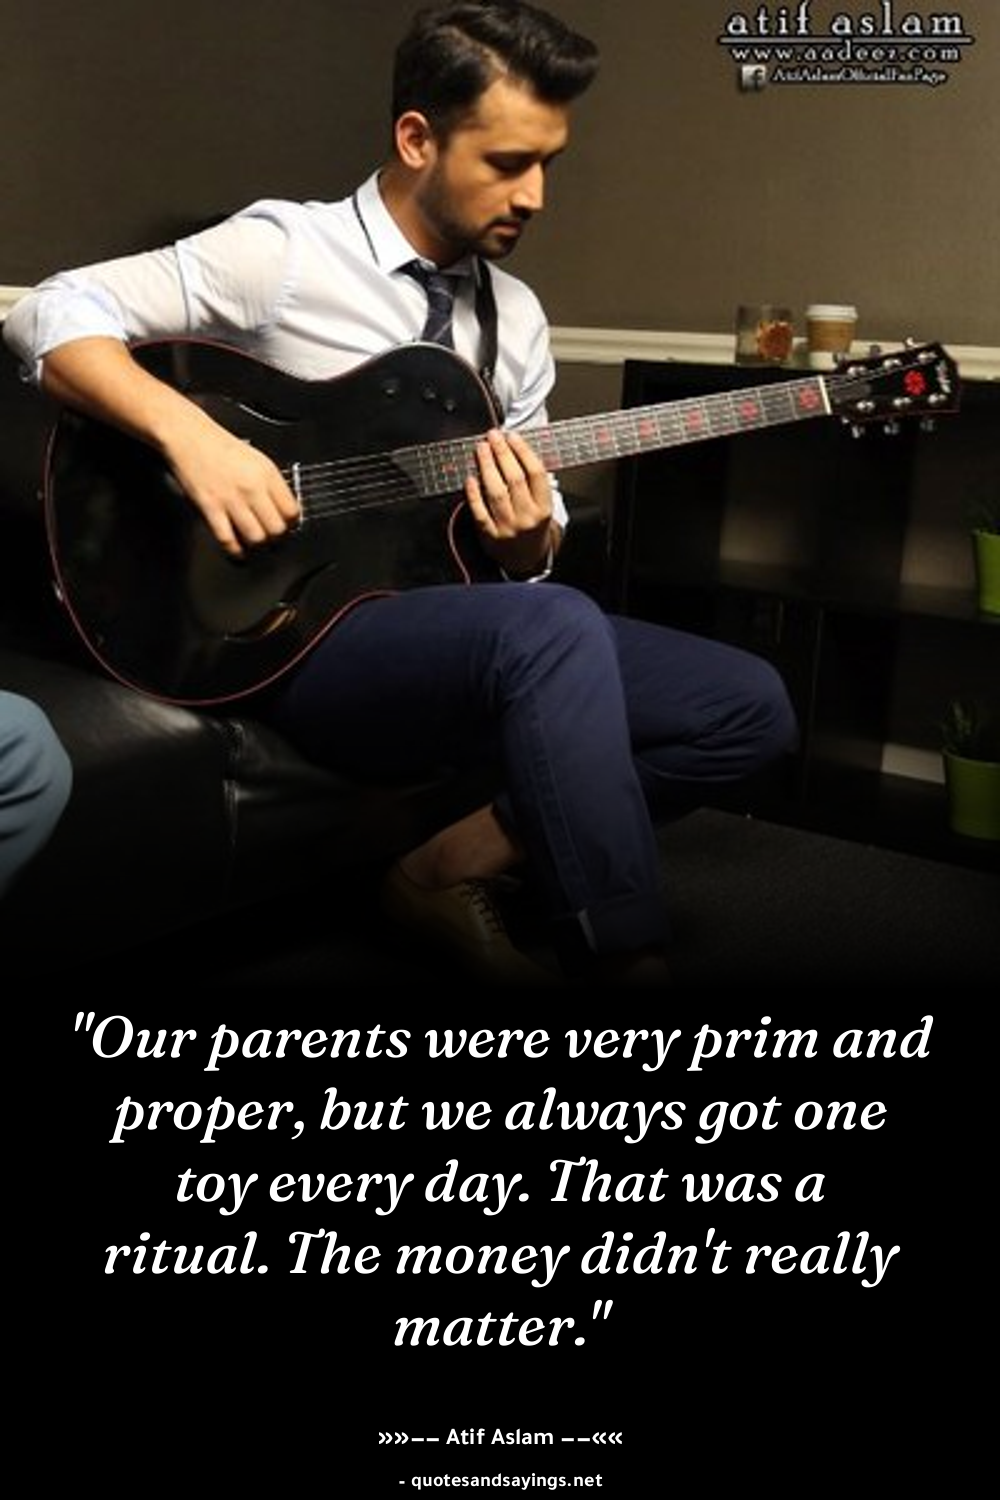 atif aslam
www.aadeez.com
AtifAslamOfficialFanPage
"Our parents were very prim and
proper, but we always got one
toy every day. That was a
ritual. The money didn't really
matter."
»»−− Atif Aslam −−««
- quotesandsayings.net